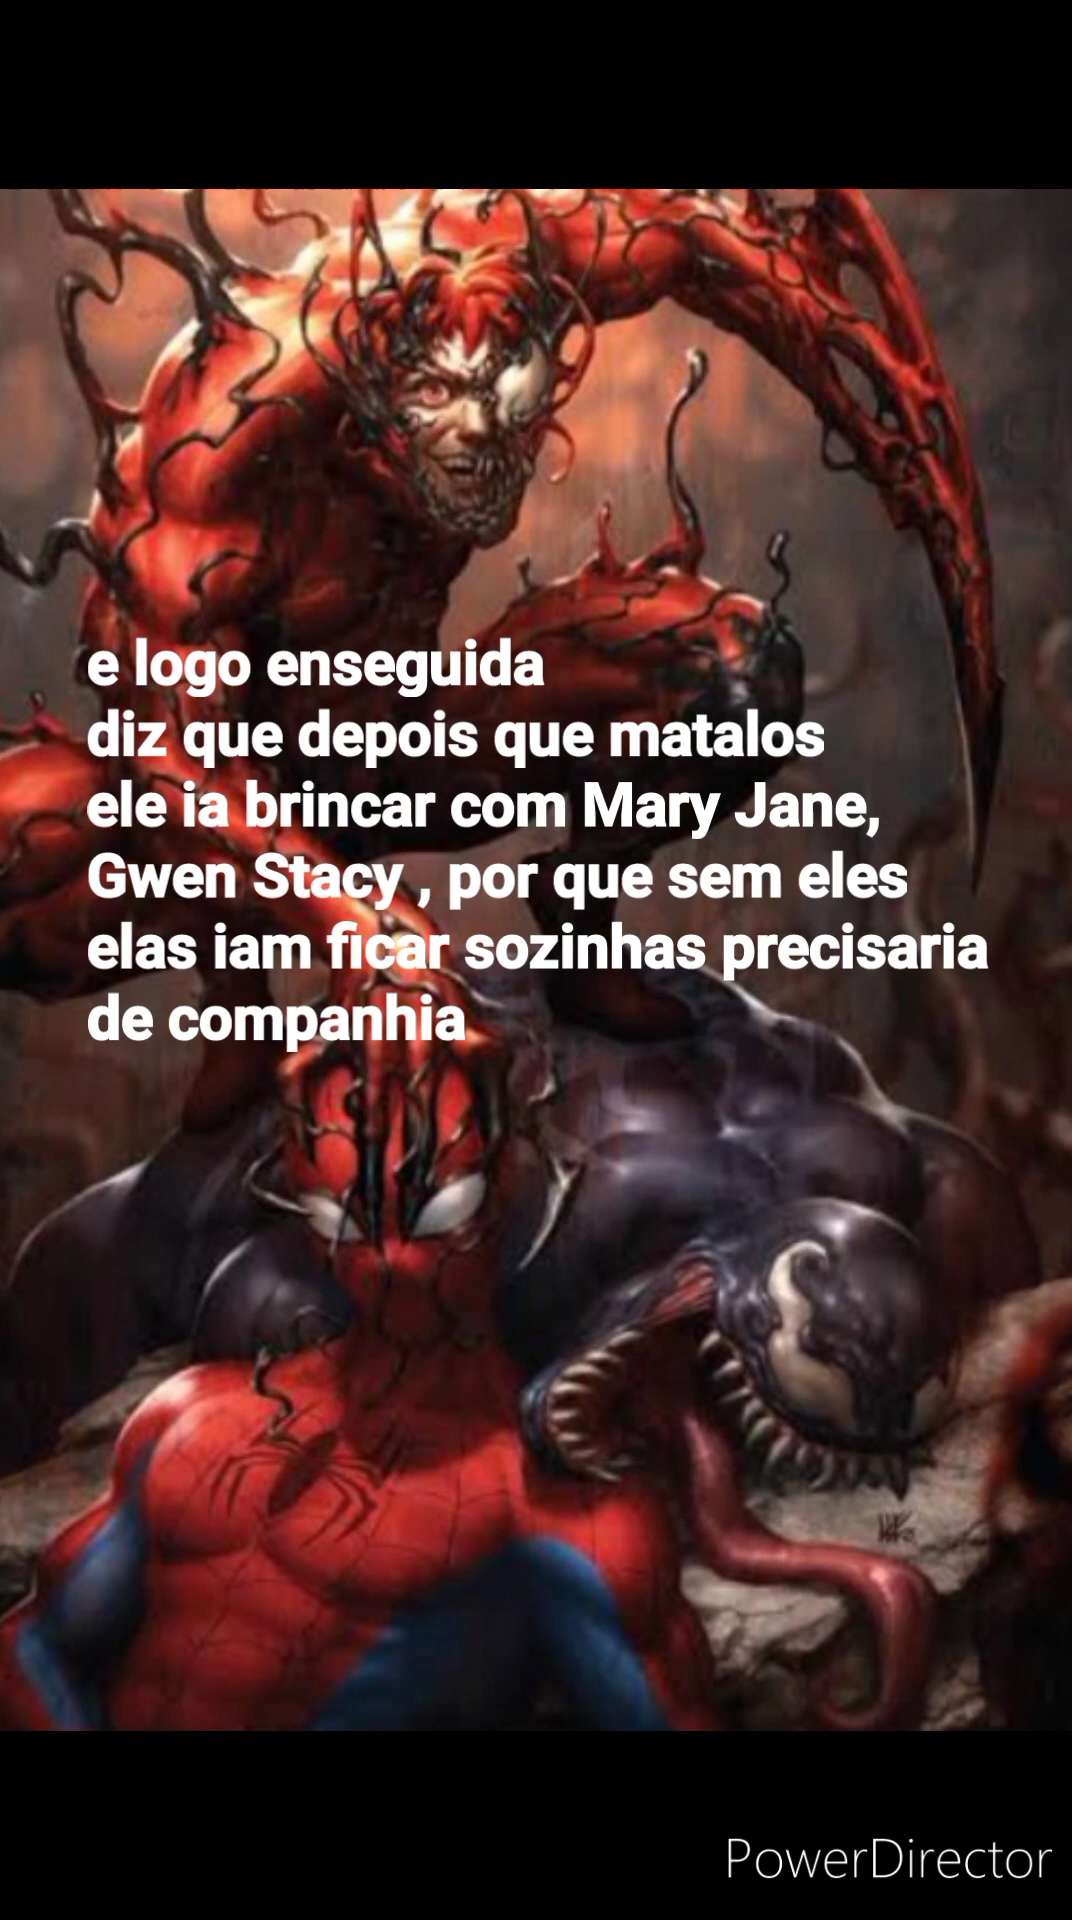 e logo enseguida
diz que depois que matalos
ele ia brincar com Mary Jane,
Gwen Stacy , por que sem eles
elas iam ficar sozinhas precisaria
de companhia
PowerDirector